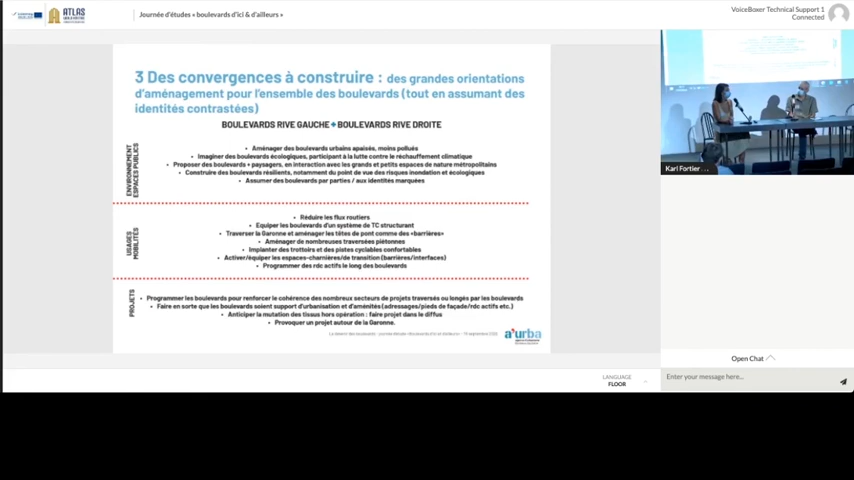 ATLAS
Journée d'études « boulevards d'ici & d'ailleurs »
VoiceBoxer Technical Support 1
Connected
3 Des convergences à construire : des grandes orientations
d'aménagement pour l'ensemble des boulevards (tout en assumant des
identités contrastées)
BOULEVARDS RIVE GAUCHE + BOULEVARDS RIVE DROITE
ENVIRONNEMENT
ESPACES PUBLICS
• Aménager des boulevards urbains apaisés, moins pollués
• Imaginer des boulevards écologiques, participant à la lutte contre le réchauffement climatique
• Proposer des boulevards + paysagers, en interaction avec les grands et petits espaces de nature métropolitains
• Construire des boulevards résilients, notamment du point de vue des risques inondation et écologiques
• Assumer des boulevards par parties / aux identités marquées
USAGES
MOBILITÉS
• Réduire les flux routiers
• Equiper les boulevards d'un système de TC structurant
• Traverser la Garonne et aménager les têtes de pont comme des «barrières»
• Aménager de nombreuses traversées piétonnes
• Implanter des trottoirs et des pistes cyclables confortables
• Activer/équiper les espaces-charnières/de transition (barrières/interfaces)
• Programmer des rdc actifs le long des boulevards
PROJETS
• Programmer les boulevards pour renforcer la cohérence des nombreux secteurs de projets traversés ou longés par les boulevards
• Faire en sorte que les boulevards soient support d'urbanisation et d'aménités (adressages/pieds de façade/rdc actifs etc.)
• Anticiper la mutation des tissus hors opération : faire projet dans le diffus
• Provoquer un projet autour de la Garonne.
a'urba
Karl Fortier ...
Open Chat
LANGUAGE
FLOOR
Enter your message here...